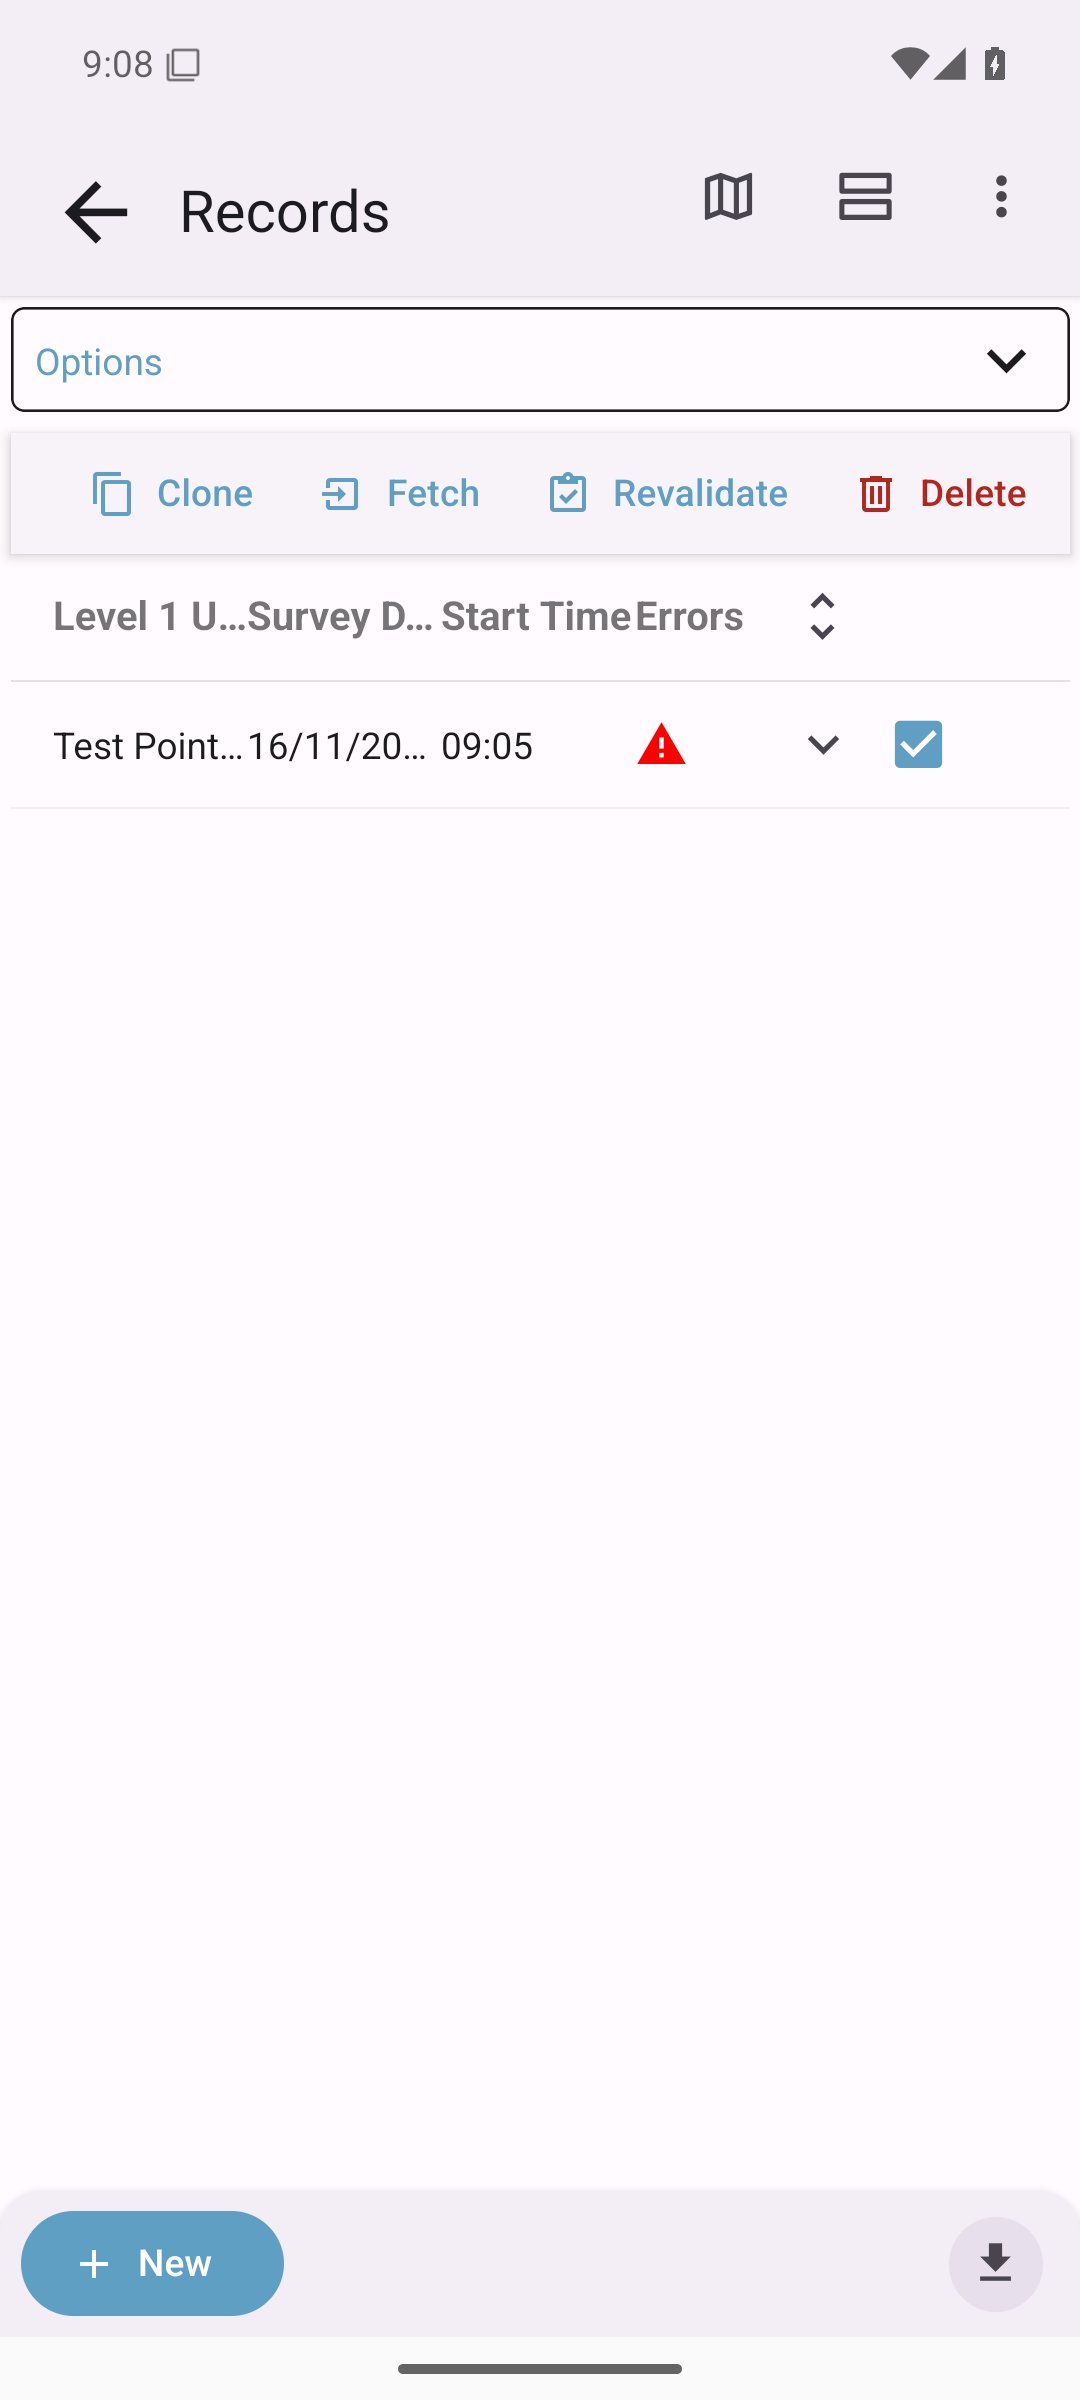 9:08
Records
Options
Clone Fetch Revalidate Delete
Level 1 U... Survey D... Start Time Errors
Test Point... 16/11/20... 09:05
New